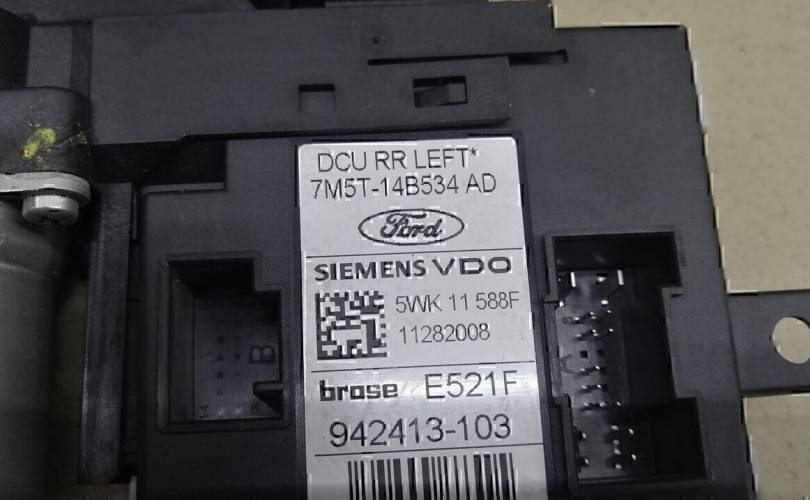 DCU RR LEFT*
7M5T-14B534 AD
Ford
SIEMENS VDO
5WK 11 588F
11282008
brose E521F
942413-103
B
A